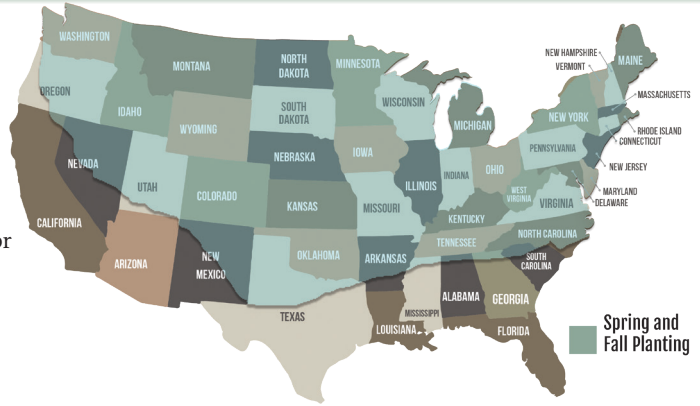 WASHINGTON
OREGON
CALIFORNIA
NEVADA
IDAHO
MONTANA
WYOMING
UTAH
COLORADO
ARIZONA
NEW
MEXICO
NORTH
DAKOTA
SOUTH
DAKOTA
NEBRASKA
KANSAS
OKLAHOMA
TEXAS
MINNESOTA
IOWA
MISSOURI
ARKANSAS
LOUISIANA
WISCONSIN
ILLINOIS
MICHIGAN
INDIANA
OHIO
KENTUCKY
TENNESSEE
MISSISSIPPI
ALABAMA
GEORGIA
FLORIDA
SOUTH
CAROLINA
NORTH CAROLINA
VIRGINIA
WEST
VIRGINIA
PENNSYLVANIA
NEW YORK
NEW HAMPSHIRE
VERMONT
MAINE
MASSACHUSETTS
RHODE ISLAND
CONNECTICUT
NEW JERSEY
MARYLAND
DELAWARE
or
Spring and
Fall Planting